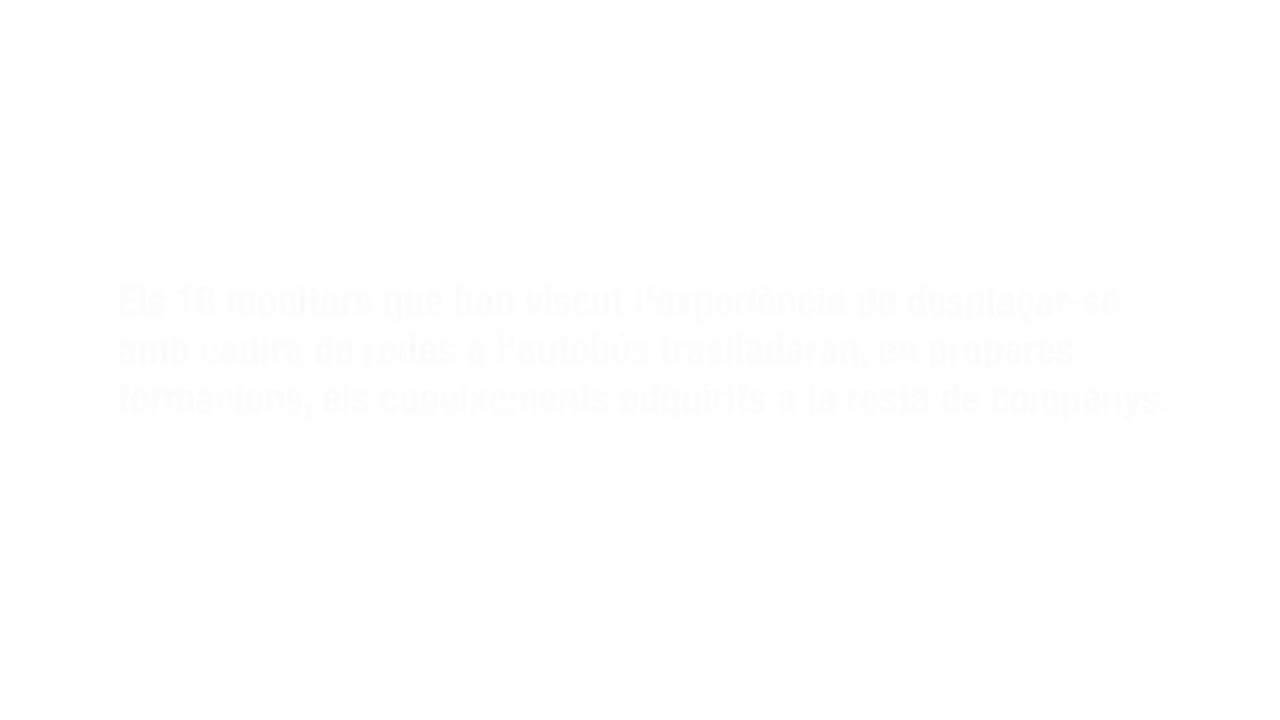 Els 18 monitors que han viscut l'experiència de desplaçar-se
amb cadira de rodes a l'autobús traslladaran, en properes
formacions, els coneixements adquirits a la resta de companys.